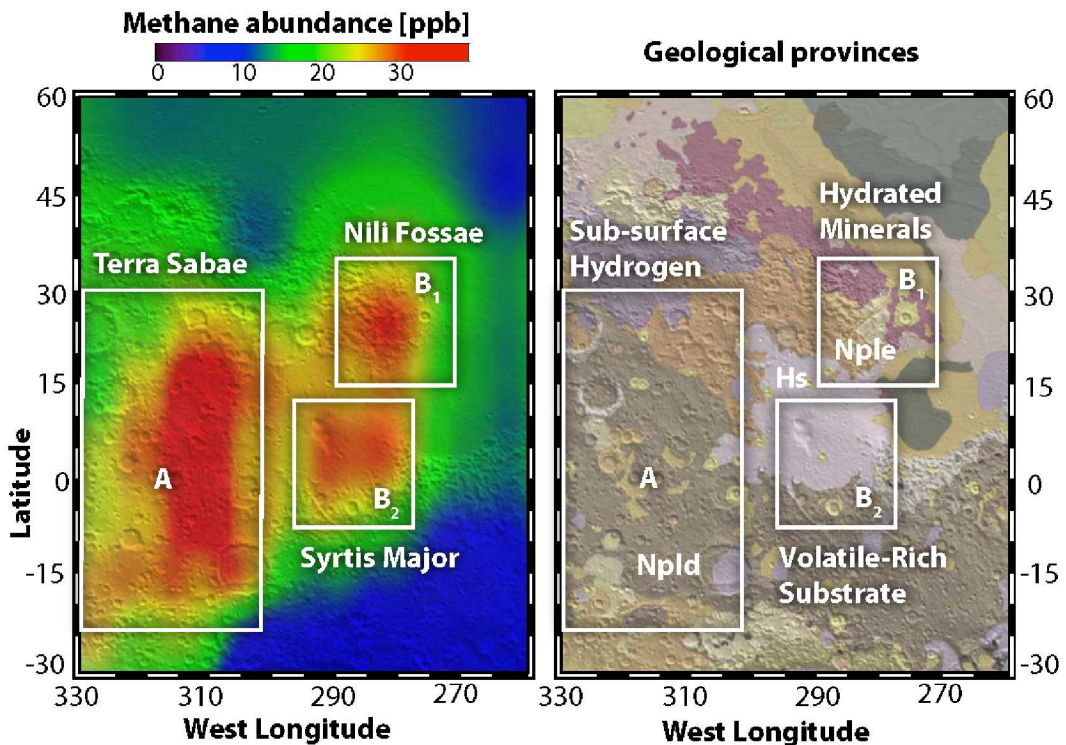 Methane abundance [ppb]
0 10 20 30
Geological provinces
60
45
30
15
0
-15
-30
Latitude
330 310 290 270
West Longitude
Terra Sabae
Nili Fossae
B1
A
B2
Syrtis Major
Sub-surface
Hydrogen
Hydrated
Minerals
B1
Nple
Hs
A
B2
Npld
Volatile-Rich
Substrate
60
45
30
15
0
-15
-30
330 310 290 270
West Longitude